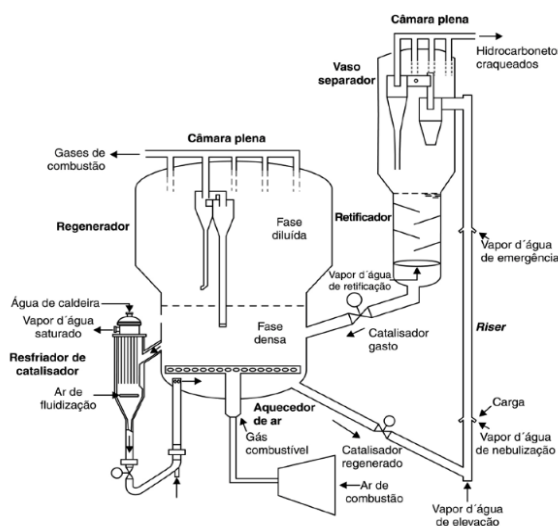 Câmara plena
Hidrocarbonetos
craqueados
Vaso
separador
Câmara plena
Gases de
combustão
Regenerador
Fase
diluída
Retificador
Vapor d´água
de emergência
Vapor d´água
de retificação
Água de caldeira
Vapor d´água
saturado
Fase
densa
Catalisador
gasto
Riser
Resfriador de
catalisador
Ar de
fluidização
Aquecedor
de ar
Carga
Gás
combustível
Catalisador
regenerado
Vapor d´água
de nebulização
Ar de
combustão
Vapor d´água
de elevação